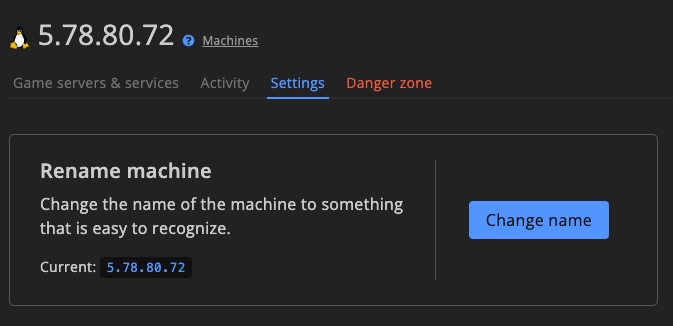 5.78.80.72 ? Machines
Game servers & services Activity Settings Danger zone
Rename machine
Change the name of the machine to something
that is easy to recognize.
Change name
Current: 5.78.80.72